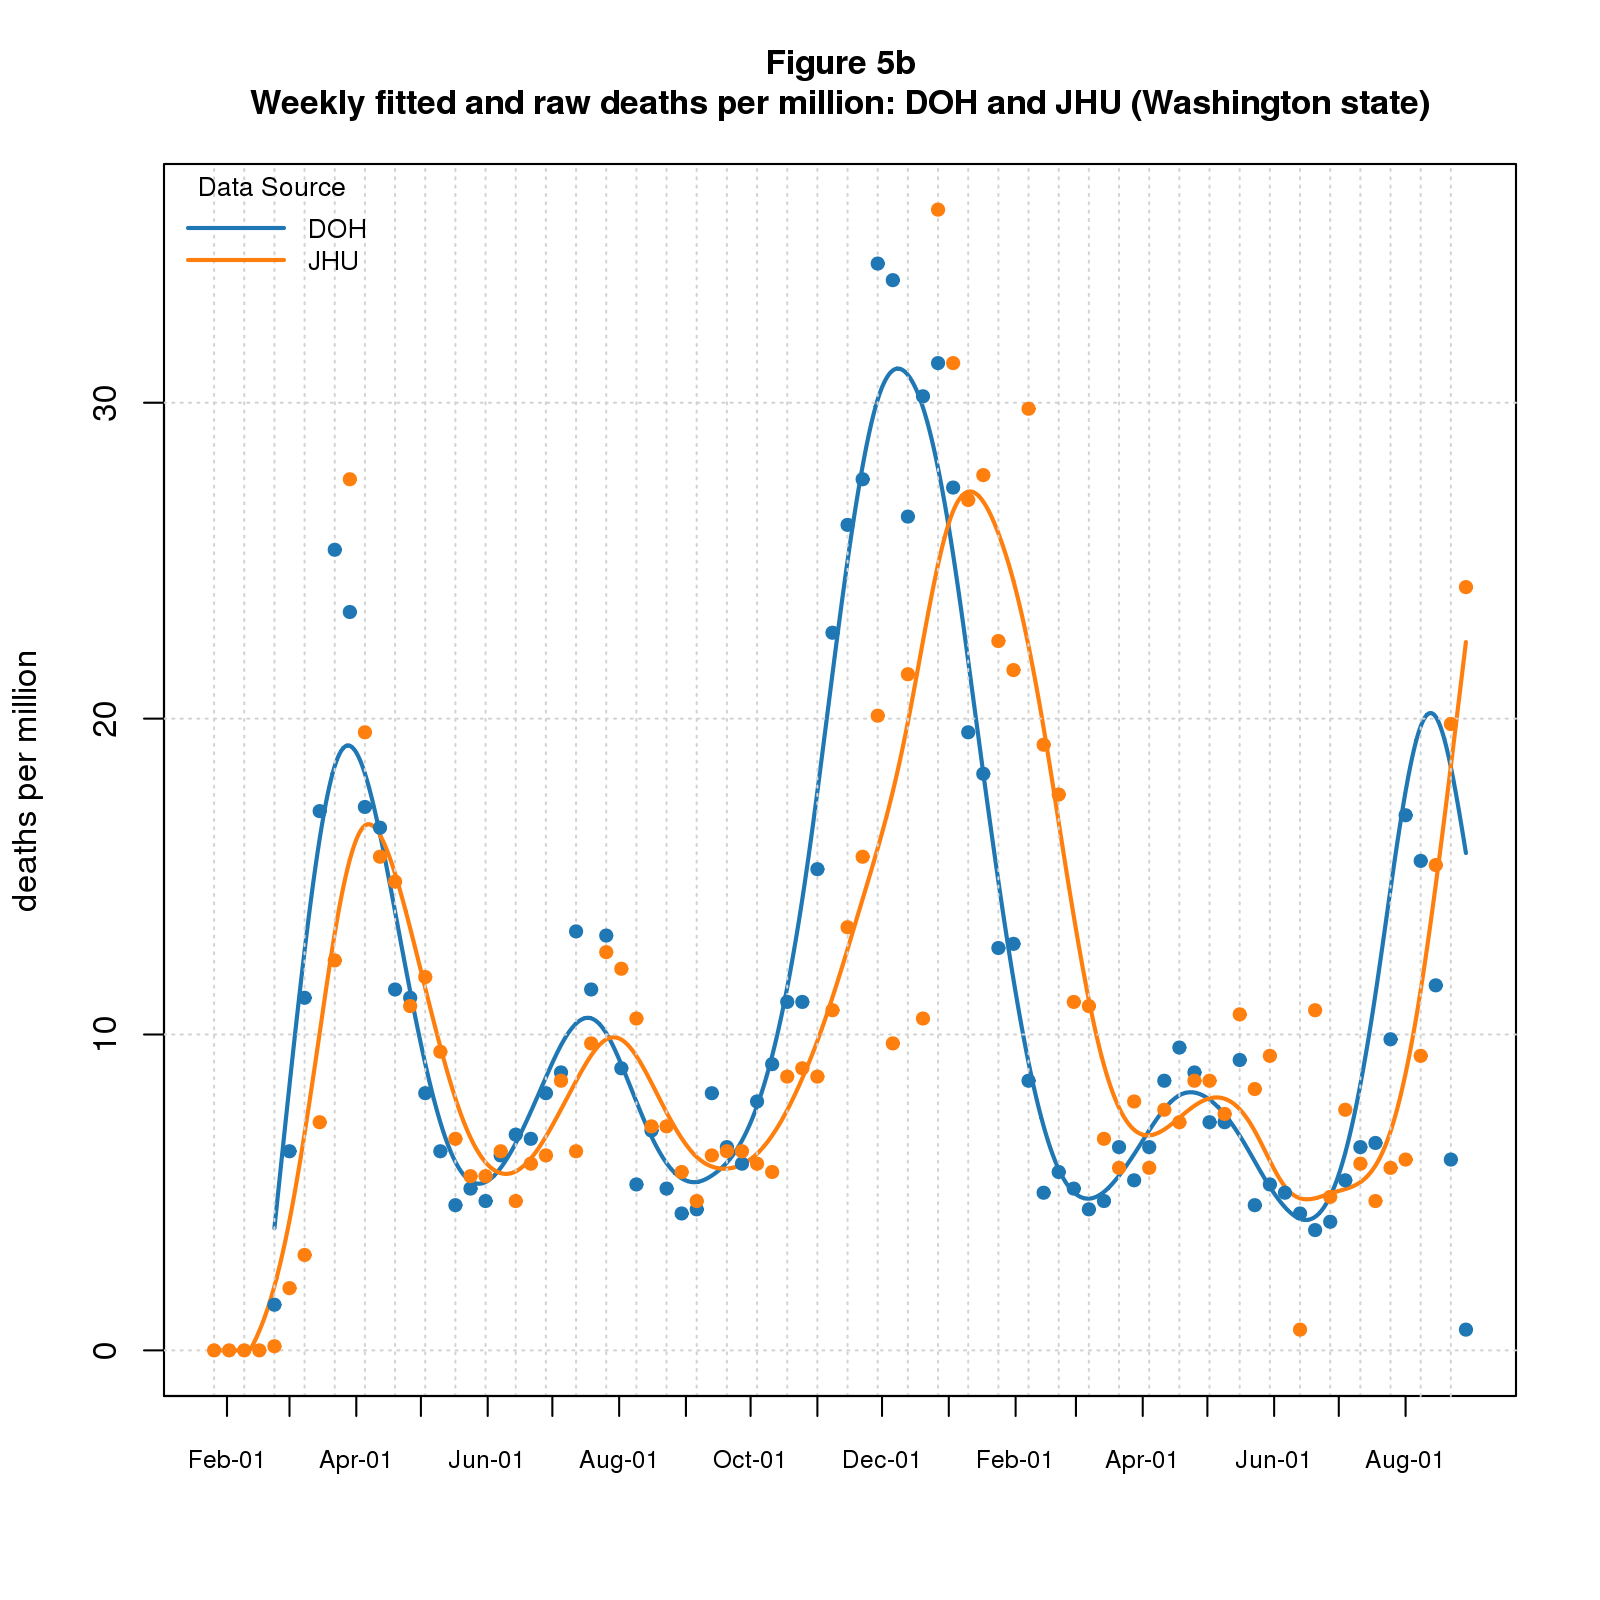 Figure 5b
Weekly fitted and raw deaths per million: DOH and JHU (Washington state)
Data Source
DOH
JHU
deaths per million
30
20
10
0
Feb-01 Apr-01 Jun-01 Aug-01 Oct-01 Dec-01 Feb-01 Apr-01 Jun-01 Aug-01